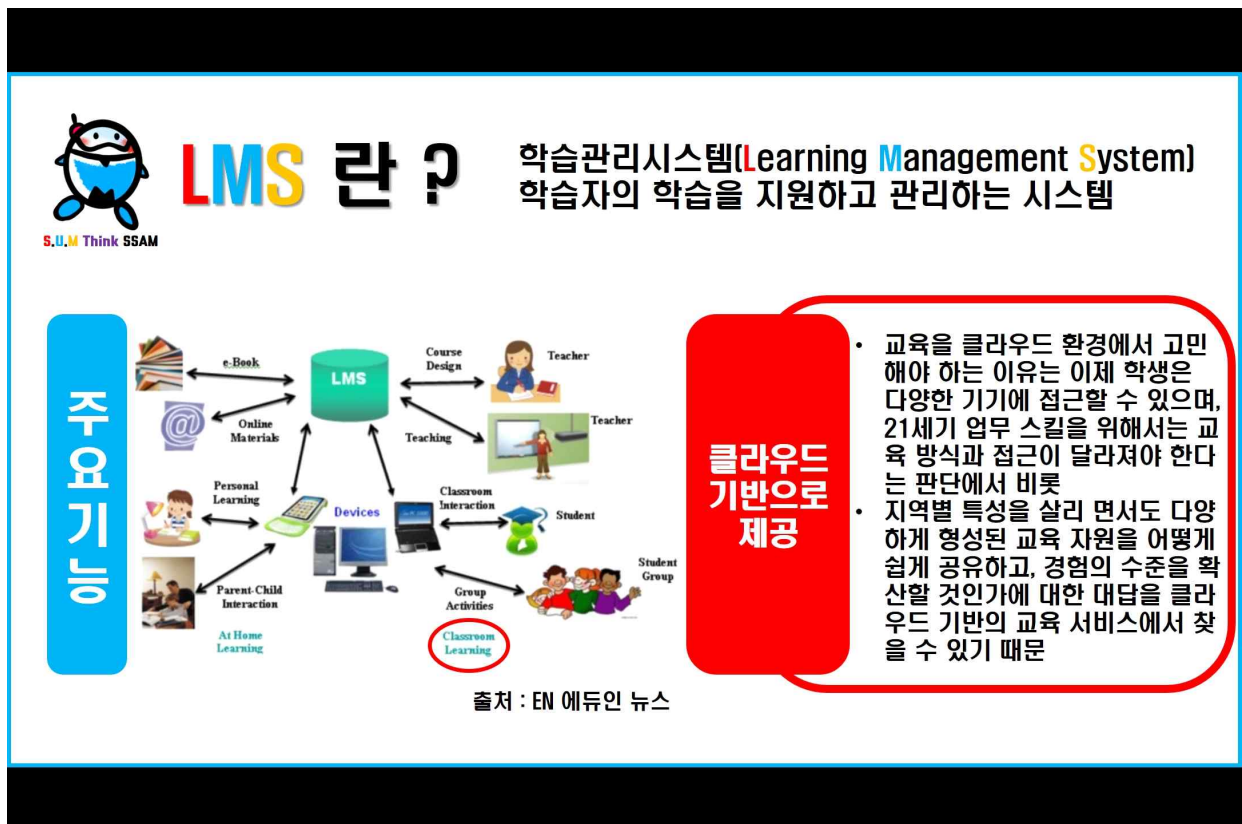 LMS 란 ?
학습관리시스템(Learning Management System)
학습자의 학습을 지원하고 관리하는 시스템
S.U.M Think SSAM
주요기능
e-Book
LMS
Course
Design
Teacher
Online
Materials
Teaching
Teacher
Personal
Learning
Devices
Classroom
Interaction
Student
Parent-Child
Interaction
Group
Activities
Student
Group
At Home
Learning
Classroom
Learning
출처 : EN 에듀인 뉴스
클라우드
기반으로
제공
• 교육을 클라우드 환경에서 고민
해야 하는 이유는 이제 학생은
다양한 기기에 접근할 수 있으며,
21세기 업무 스킬을 위해서는 교
육 방식과 접근이 달라져야 한다
는 판단에서 비롯
• 지역별 특성을 살리 면서도 다양
하게 형성된 교육 자원을 어떻게
쉽게 공유하고, 경험의 수준을 확
산할 것인가에 대한 대답을 클라
우드 기반의 교육 서비스에서 찾
을 수 있기 때문